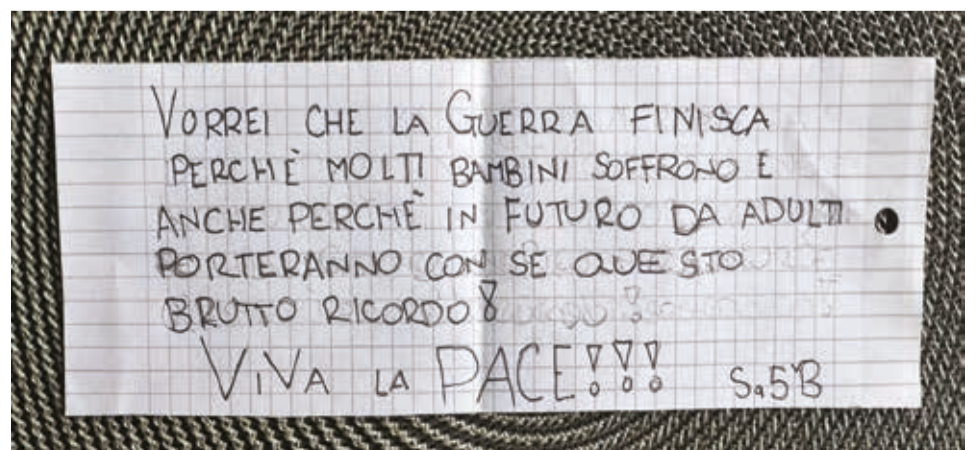 VORREI CHE LA GUERRA FINISCA
PERCHÈ MOLTI BAMBINI SOFFRONO E
ANCHE PERCHÈ IN FUTURO DA ADULTI
PORTERANNO CON SE QUESTO
BRUTTO RICORDO!
VIVA LA PACE!!! S. 5ªB